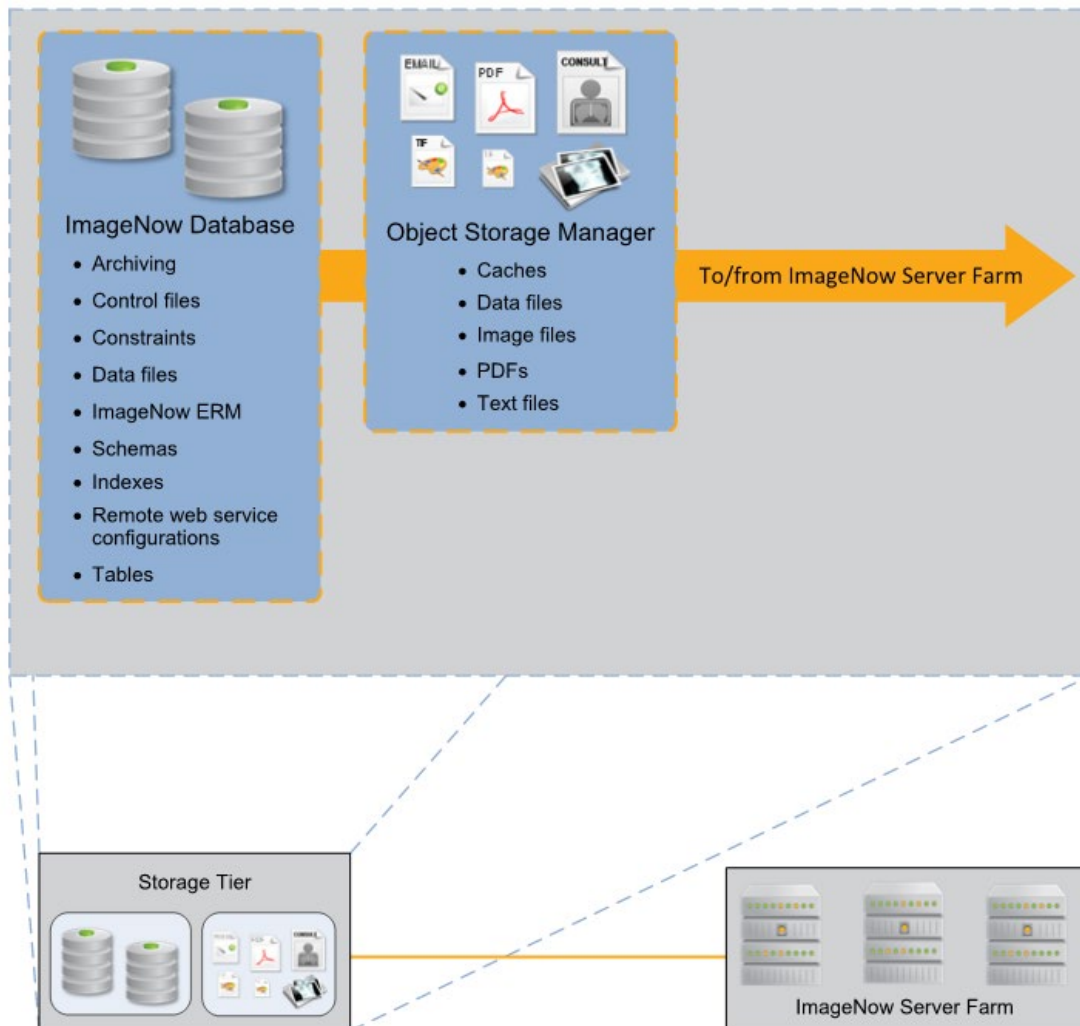 EMAIL
PDF
CONSULT
TIF
ImageNow Database
Archiving
Control files
Constraints
Data files
ImageNow ERM
Schemas
Indexes
Remote web service
configurations
Tables
Object Storage Manager
Caches
Data files
Image files
PDFs
Text files
To/from ImageNow Server Farm
Storage Tier
ImageNow Server Farm